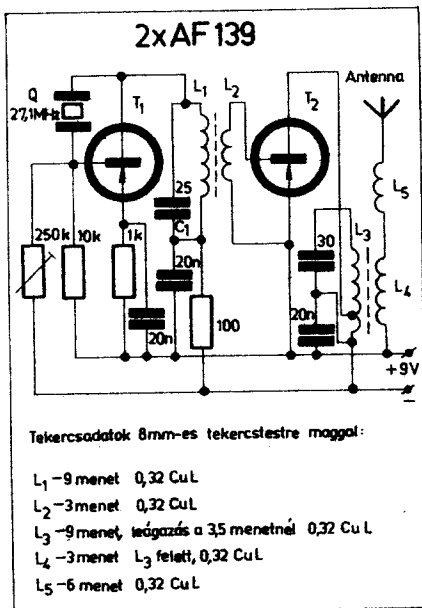 2xAF 139
Q
27,1MHz
T1
L1
L2
T2
Antenna
L5
25
C1
250k
10k
1k
20n
20n
100
30
L3
20n
L4
+9V
−
Tekercsadatok 8mm-es tekercstestre maggal:
L1 −9 menet 0,32 CuL
L2 −3 menet 0,32 CuL
L3 −9 menet, leágazás a 3,5 menetnél 0,32 CuL
L4 −3 menet L3 felett, 0,32 CuL
L5 −6 menet 0,32 CuL